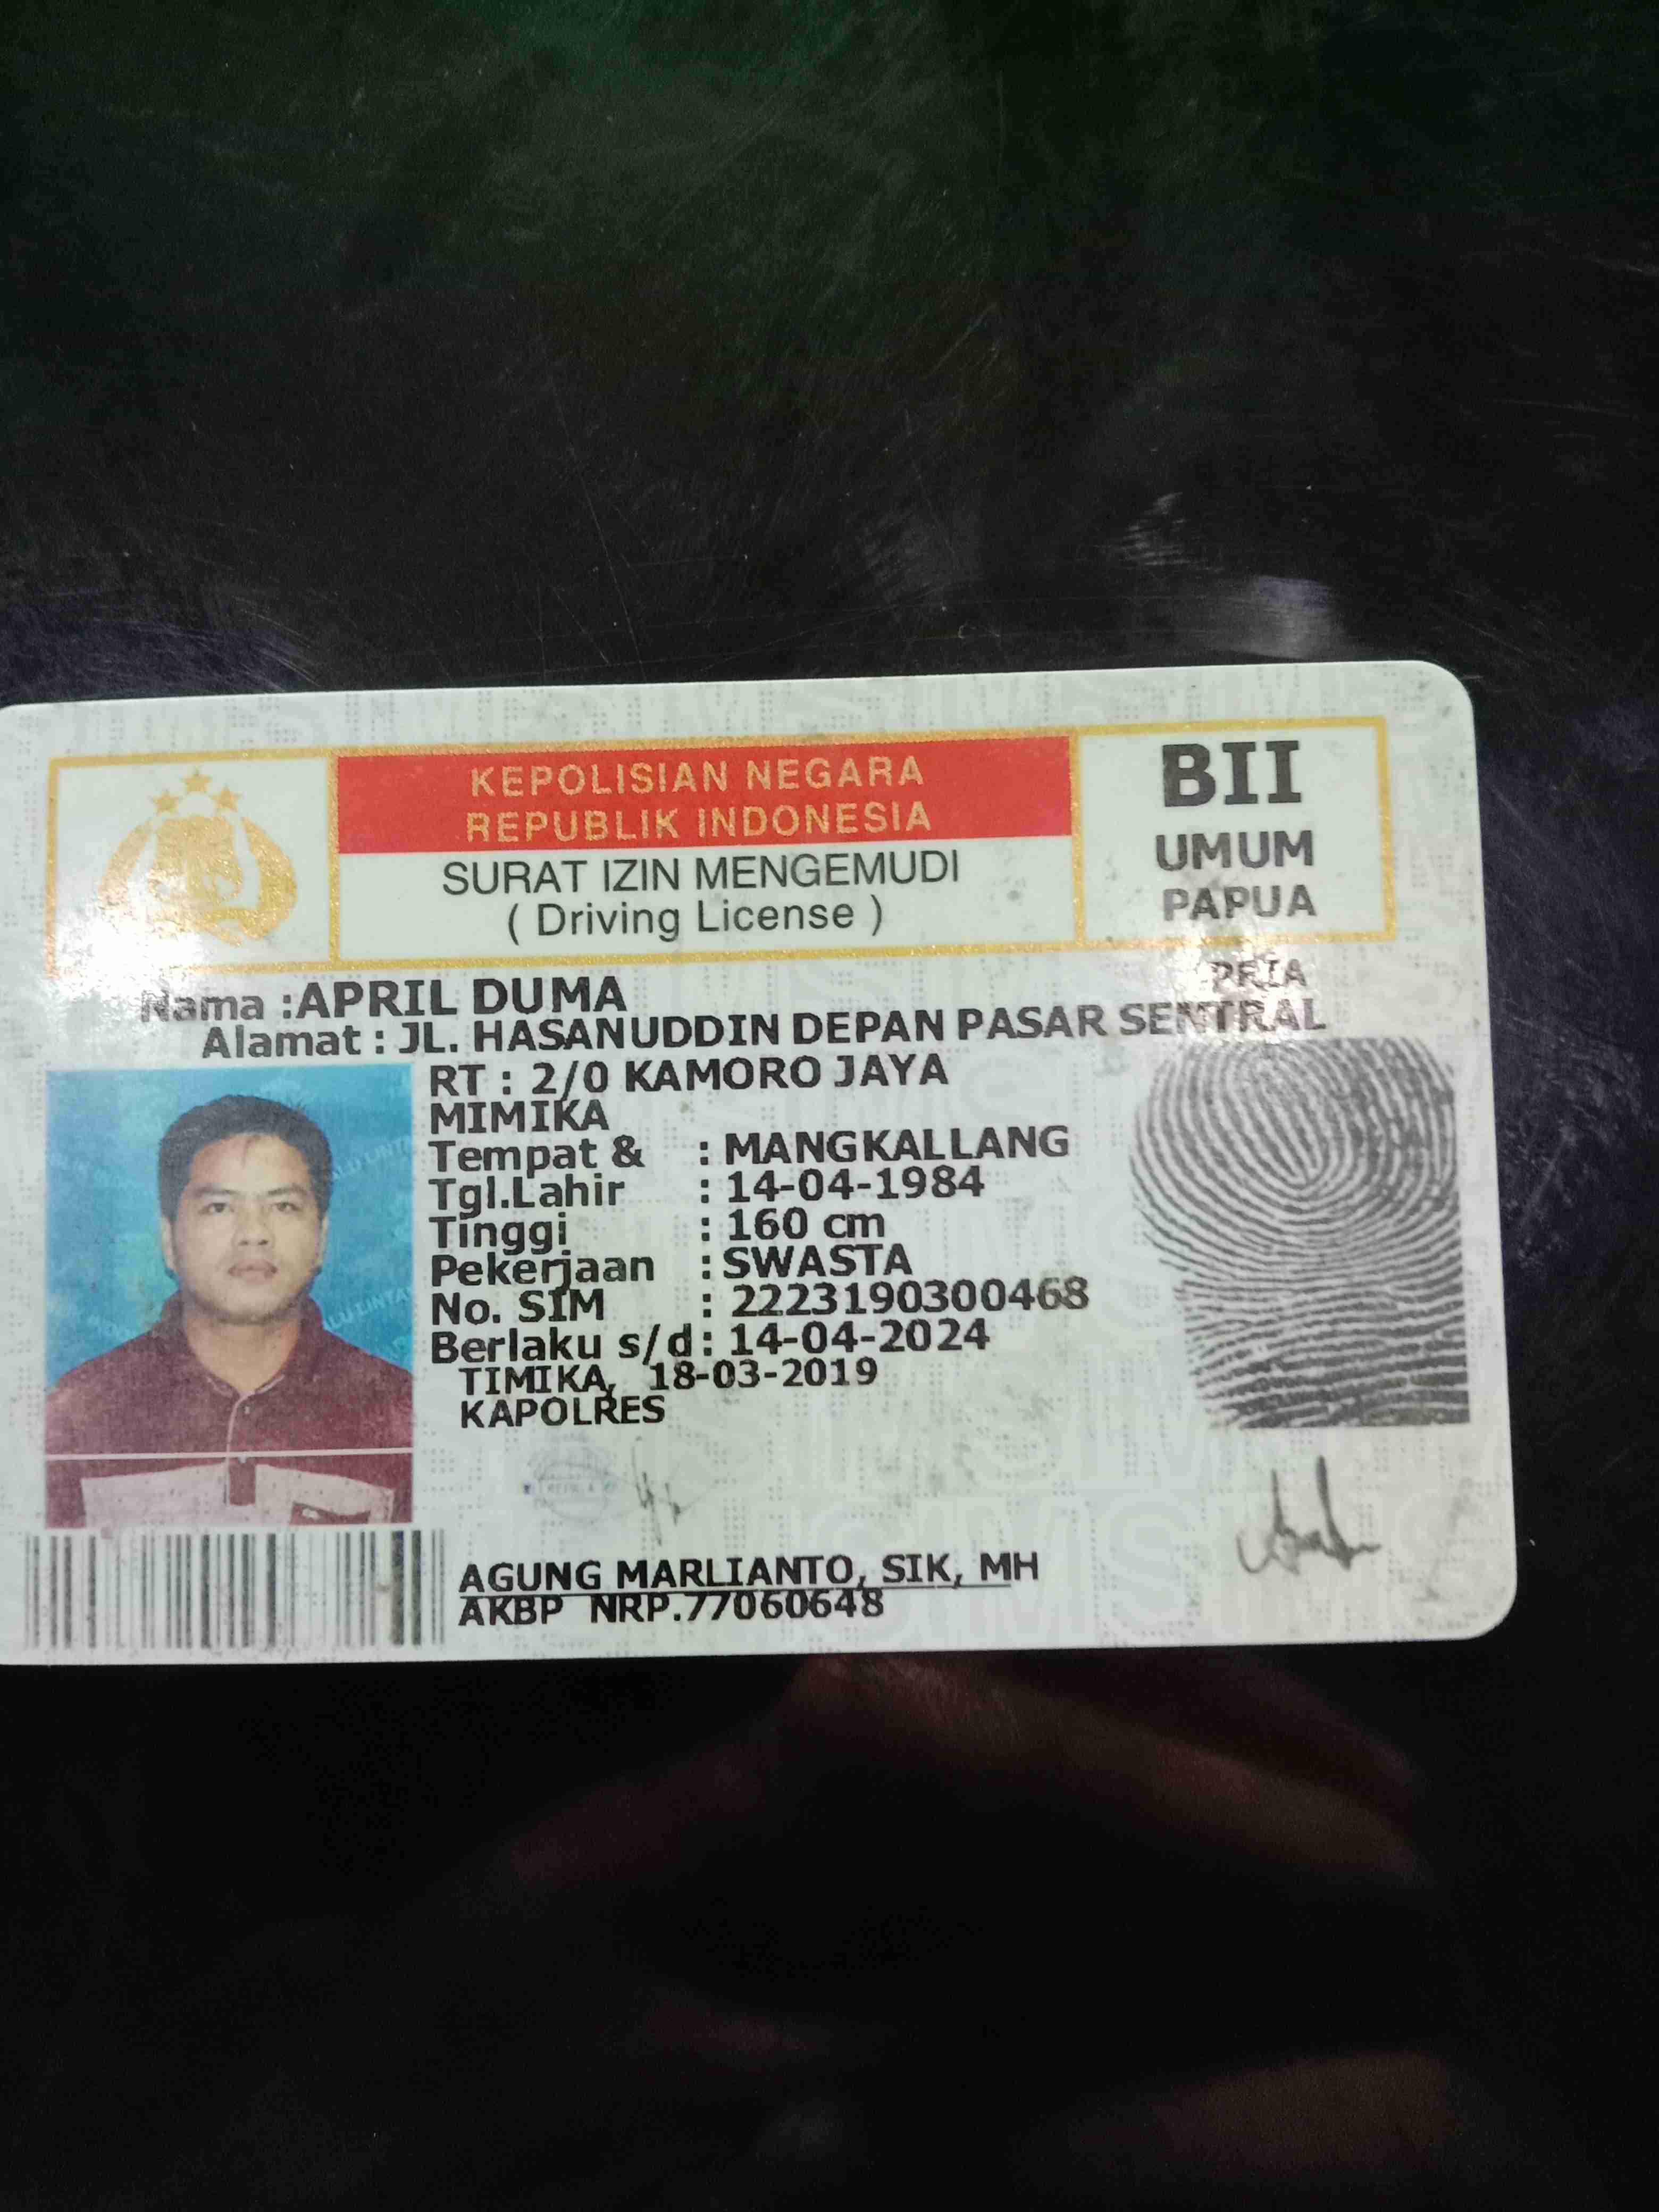 KEPOLISIAN NEGARA
REPUBLIK INDONESIA
SURAT IZIN MENGEMUDI
( Driving License )
BII
UMUM
PAPUA
PRIA
Nama :APRIL DUMA
Alamat : JL. HASANUDDIN DEPAN PASAR SENTRAL
RT : 2/0 KAMORO JAYA
MIMIKA
Tempat & : MANGKALLANG
Tgl.Lahir : 14-04-1984
Tinggi : 160 cm
Pekerjaan : SWASTA
No. SIM : 2223190300468
Berlaku s/d : 14-04-2024
TIMIKA, 18-03-2019
KAPOLRES
AGUNG MARLIANTO, SIK, MH
AKBP NRP.77060648